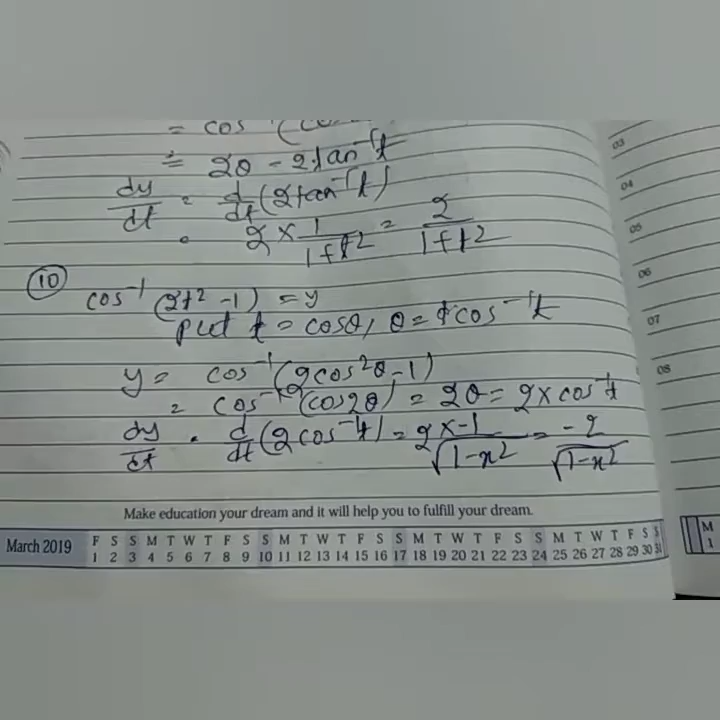 = cos⁻¹(
= 2θ = 2tan⁻¹t
dy/dt = d/dt (2tan⁻¹t)
= 2 × 1/1+t2 = 2/1+t2
(10) cos⁻¹(2t² -1) = y
put t = cosθ, θ = cos⁻¹t
y = cos⁻¹(2cos²θ-1)
= cos⁻¹(cos2θ) = 2θ = 2×cos⁻¹t
dy/dt = d/dt (2cos⁻¹t) = 2×-1/√1-x² = -2/√1-x²
Make education your dream and it will help you to fulfill your dream.
March 2019 F S S M T W T F S S M T W T F S S M T W T F S S M T W T F S S
1 2 3 4 5 6 7 8 9 10 11 12 13 14 15 16 17 18 19 20 21 22 23 24 25 26 27 28 29 30 31
03
04
05
06
07
08
M
1